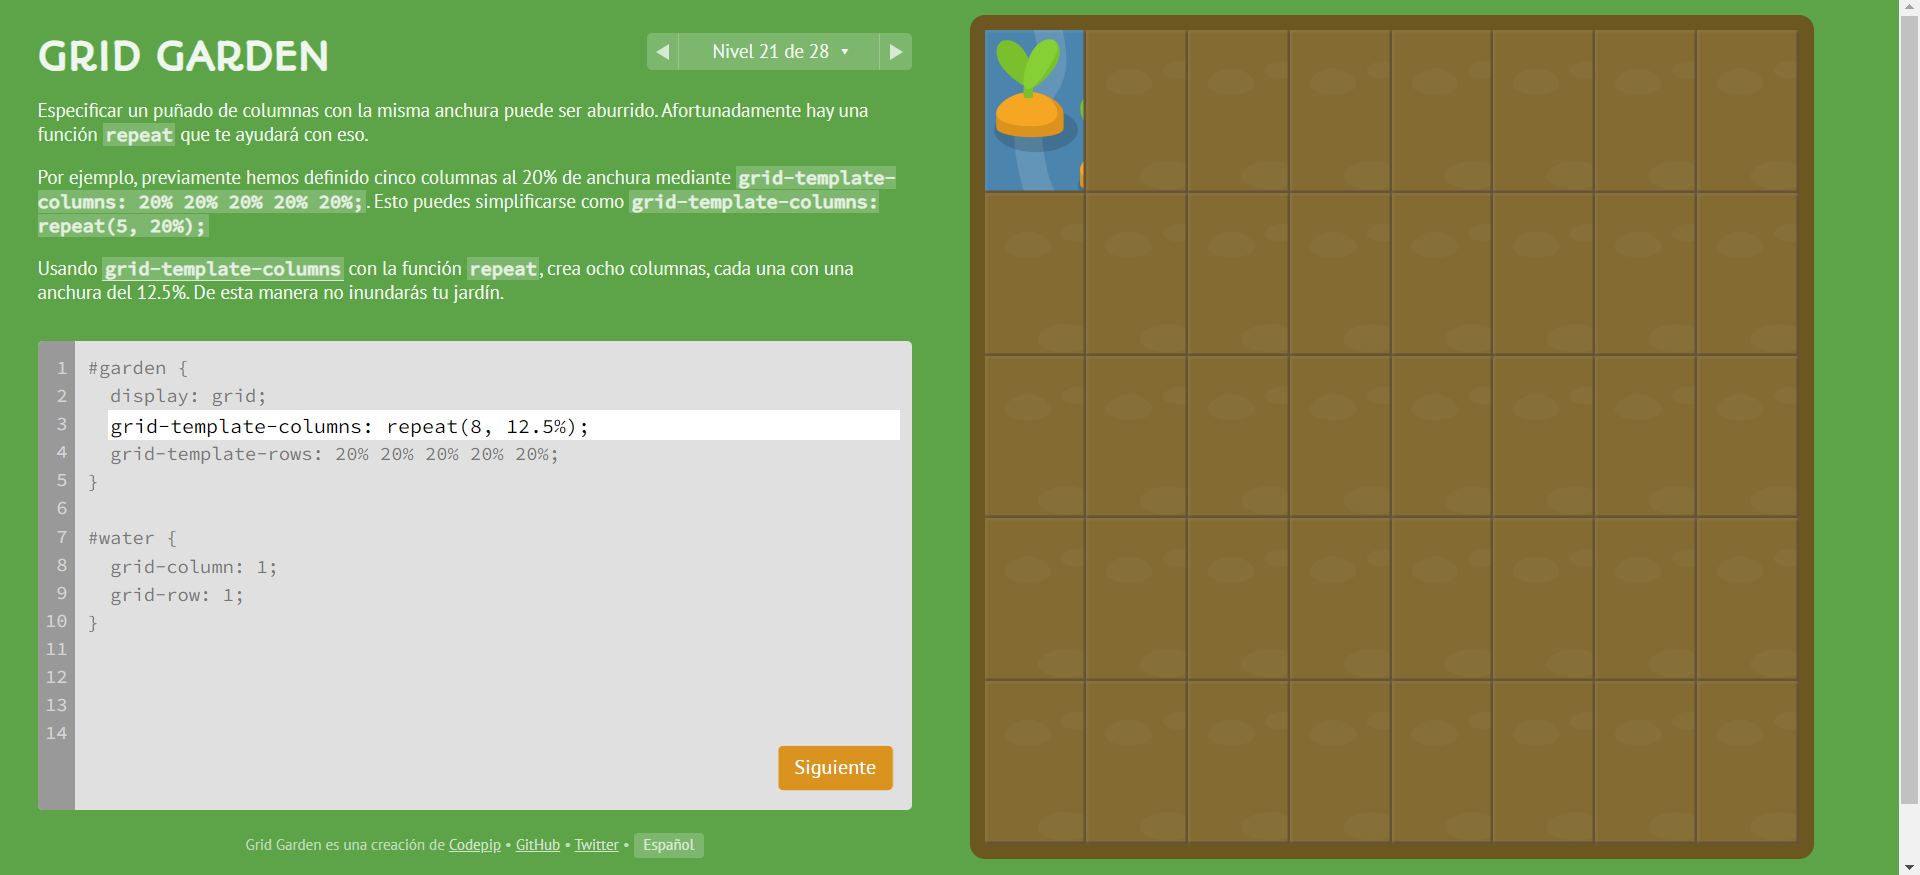 GRID GARDEN
Nivel 21 de 28 ▾
Especificar un puñado de columnas con la misma anchura puede ser aburrido. Afortunadamente hay una
función repeat que te ayudará con eso.
Por ejemplo, previamente hemos definido cinco columnas al 20% de anchura mediante grid-template-
columns: 20% 20% 20% 20% 20%;. Esto puedes simplificarse como grid-template-columns:
repeat(5, 20%);
Usando grid-template-columns con la función repeat, crea ocho columnas, cada una con una
anchura del 12.5%. De esta manera no inundarás tu jardín.
1 #garden {
2 display: grid;
3 grid-template-columns: repeat(8, 12.5%);
4 grid-template-rows: 20% 20% 20% 20% 20%;
5 }
6
7 #water {
8 grid-column: 1;
9 grid-row: 1;
10 }
11
12
13
14
Siguiente
Grid Garden es una creación de Codepip • GitHub • Twitter • Español